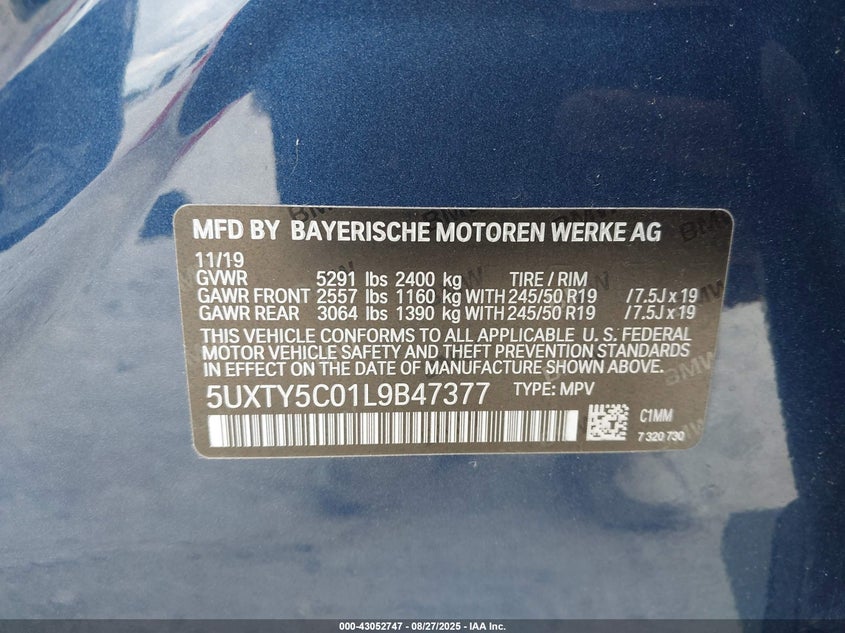 MFD BY BAYERISCHE MOTOREN WERKE AG
11/19
GVWR 5291 lbs 2400 kg TIRE / RIM
GAWR FRONT 2557 lbs 1160 kg WITH 245/50 R19 / 7.5J x 19
GAWR REAR 3064 lbs 1390 kg WITH 245/50 R19 / 7.5J x 19
THIS VEHICLE CONFORMS TO ALL APPLICABLE U. S. FEDERAL
MOTOR VEHICLE SAFETY AND THEFT PREVENTION STANDARDS
IN EFFECT ON THE DATE OF MANUFACTURE SHOWN ABOVE.
5UXTY5C01L9B47377 TYPE: MPV
C1MM
7 320 730
000-43052747 - 08/27/2025 - IAA Inc.